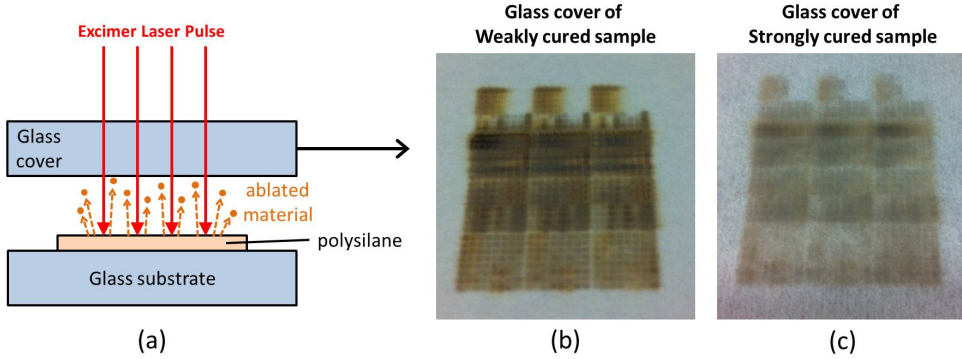 Excimer Laser Pulse
Glass
cover
ablated
material
polysilane
Glass substrate
(a)
Glass cover of
Weakly cured sample
(b)
Glass cover of
Strongly cured sample
(c)